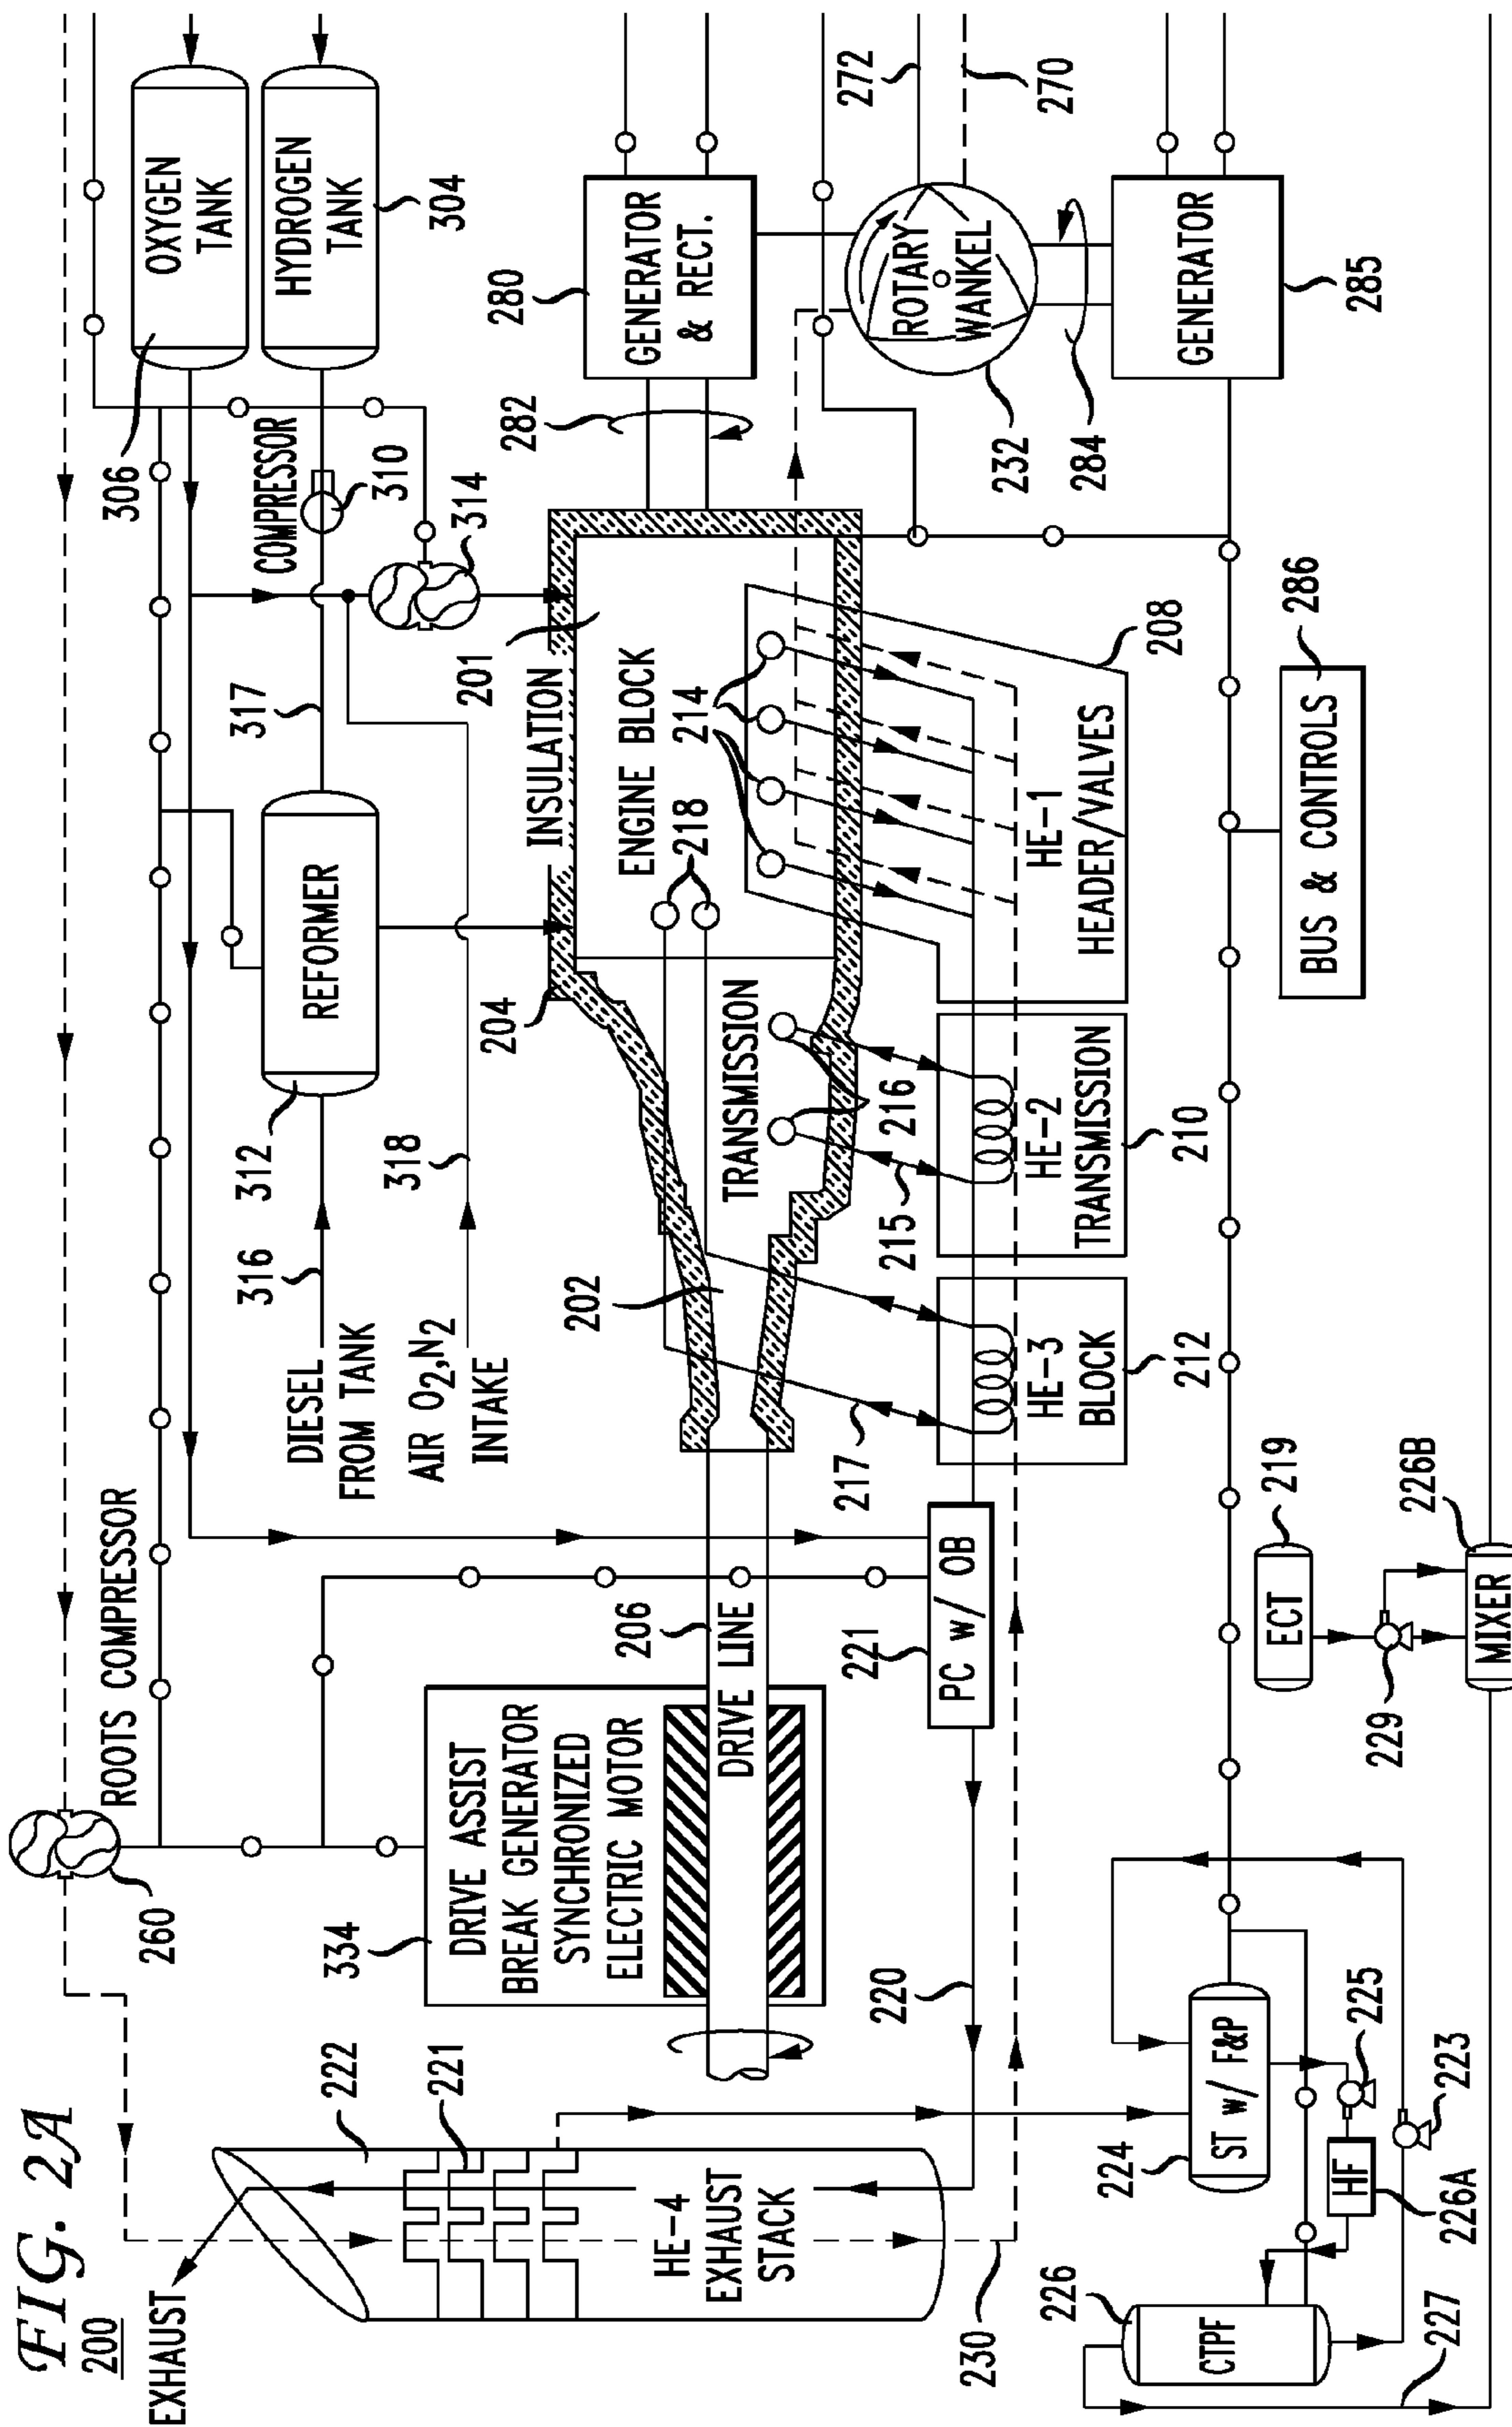 FIG. 2A
200
EXHAUST
222
221
HE-4
EXHAUST
STACK
230
260
ROOTS COMPRESSOR
334
DRIVE ASSIST
BREAK GENERATOR
SYNCHRONIZED
ELECTRIC MOTOR
DRIVE LINE
206
DIESEL
FROM TANK
316
AIR O2,N2
INTAKE
318
312
REFORMER
317
COMPRESSOR
310
314
306
OXYGEN
TANK
HYDROGEN
TANK
304
204
INSULATION
201
ENGINE BLOCK
218
214
202
TRANSMISSION
216
215
217
282
280
GENERATOR
& RECT.
272
270
ROTARY
WANKEL
232
284
GENERATOR
285
220
221
PC w/ OB
HE-3
BLOCK
212
HE-2
TRANSMISSION
210
HE-1
HEADER/VALVES
208
BUS & CONTROLS
286
224
ST w/ F&P
225
HF
226A
223
226
CTPF
227
ECT
219
229
226B
MIXER